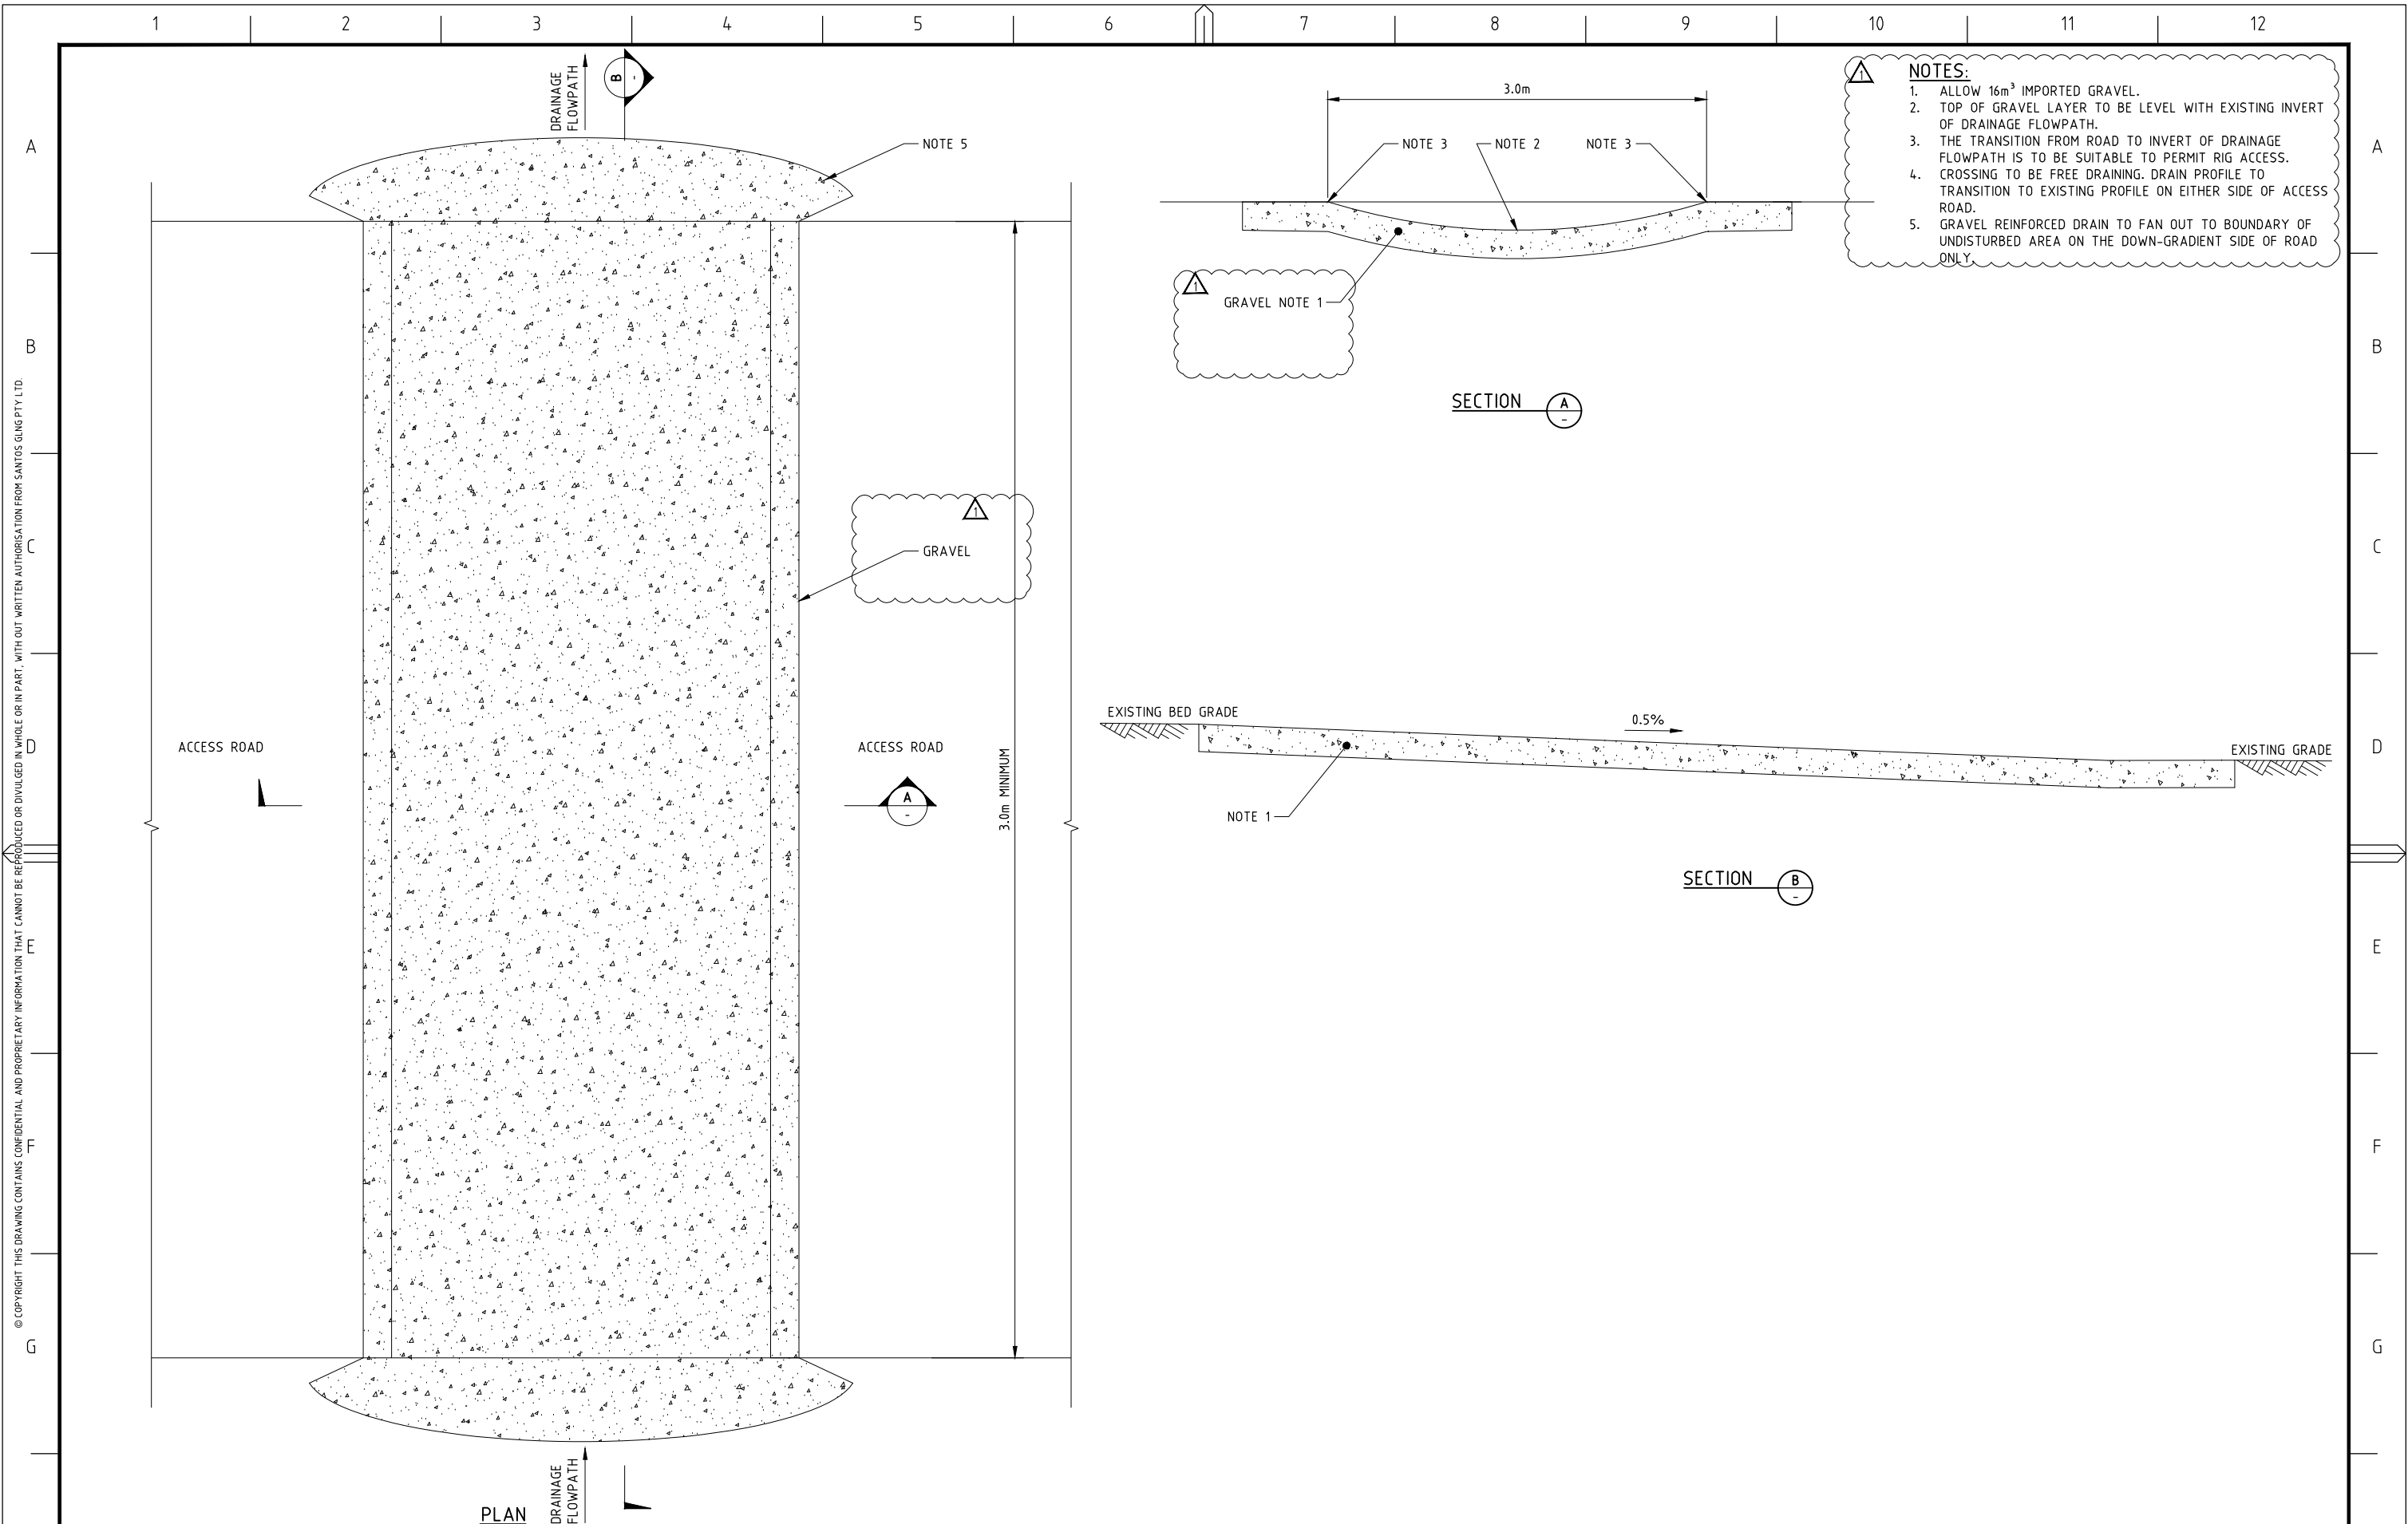 1 2 3 4 5 6 7 8 9 10 11 12
A
B
C
D
E
F
G
A
B
C
D
E
F
G
© COPYRIGHT THIS DRAWING CONTAINS CONFIDENTIAL AND PROPRIETARY INFORMATION THAT CANNOT BE REPRODUCED OR DIVULGED IN WHOLE OR IN PART, WITH OUT WRITTEN AUTHORISATION FROM SANTOS GLNG PTY LTD.
DRAINAGE
FLOWPATH
B
-
NOTE 5
1
GRAVEL
ACCESS ROAD
ACCESS ROAD
A
-
3.0m MINIMUM
DRAINAGE
FLOWPATH
PLAN
3.0m
NOTE 3
NOTE 2
NOTE 3
1
GRAVEL NOTE 1
SECTION A
-
1
NOTES:
1. ALLOW 16m³ IMPORTED GRAVEL.
2. TOP OF GRAVEL LAYER TO BE LEVEL WITH EXISTING INVERT
OF DRAINAGE FLOWPATH.
3. THE TRANSITION FROM ROAD TO INVERT OF DRAINAGE
FLOWPATH IS TO BE SUITABLE TO PERMIT RIG ACCESS.
4. CROSSING TO BE FREE DRAINING. DRAIN PROFILE TO
TRANSITION TO EXISTING PROFILE ON EITHER SIDE OF ACCESS
ROAD.
5. GRAVEL REINFORCED DRAIN TO FAN OUT TO BOUNDARY OF
UNDISTURBED AREA ON THE DOWN-GRADIENT SIDE OF ROAD
ONLY.
EXISTING BED GRADE
0.5%
EXISTING GRADE
NOTE 1
SECTION B
-